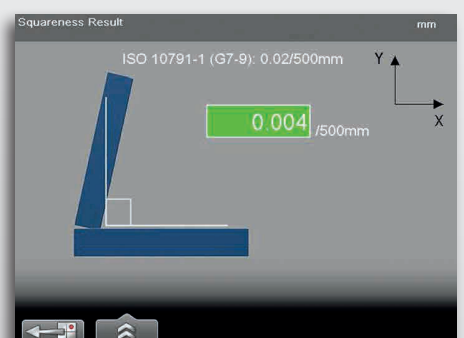 Squareness Result mm
ISO 10791-1 (G7-9): 0.02/500mm
Y
X
0.004 /500mm